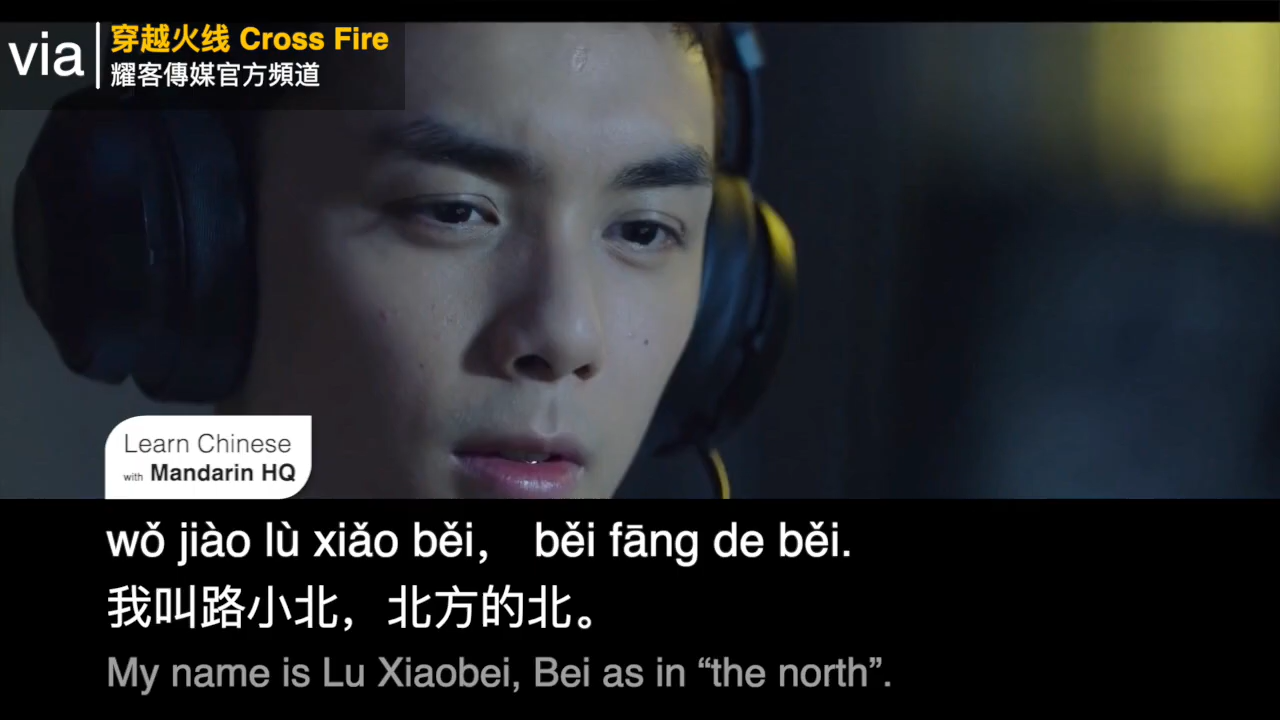 via
穿越火线 Cross Fire
耀客傳媒官方頻道
Learn Chinese
with Mandarin HQ
wǒ jiào lù xiǎo běi， běi fāng de běi.
我叫路小北，北方的北。
My name is Lu Xiaobei, Bei as in “the north”.